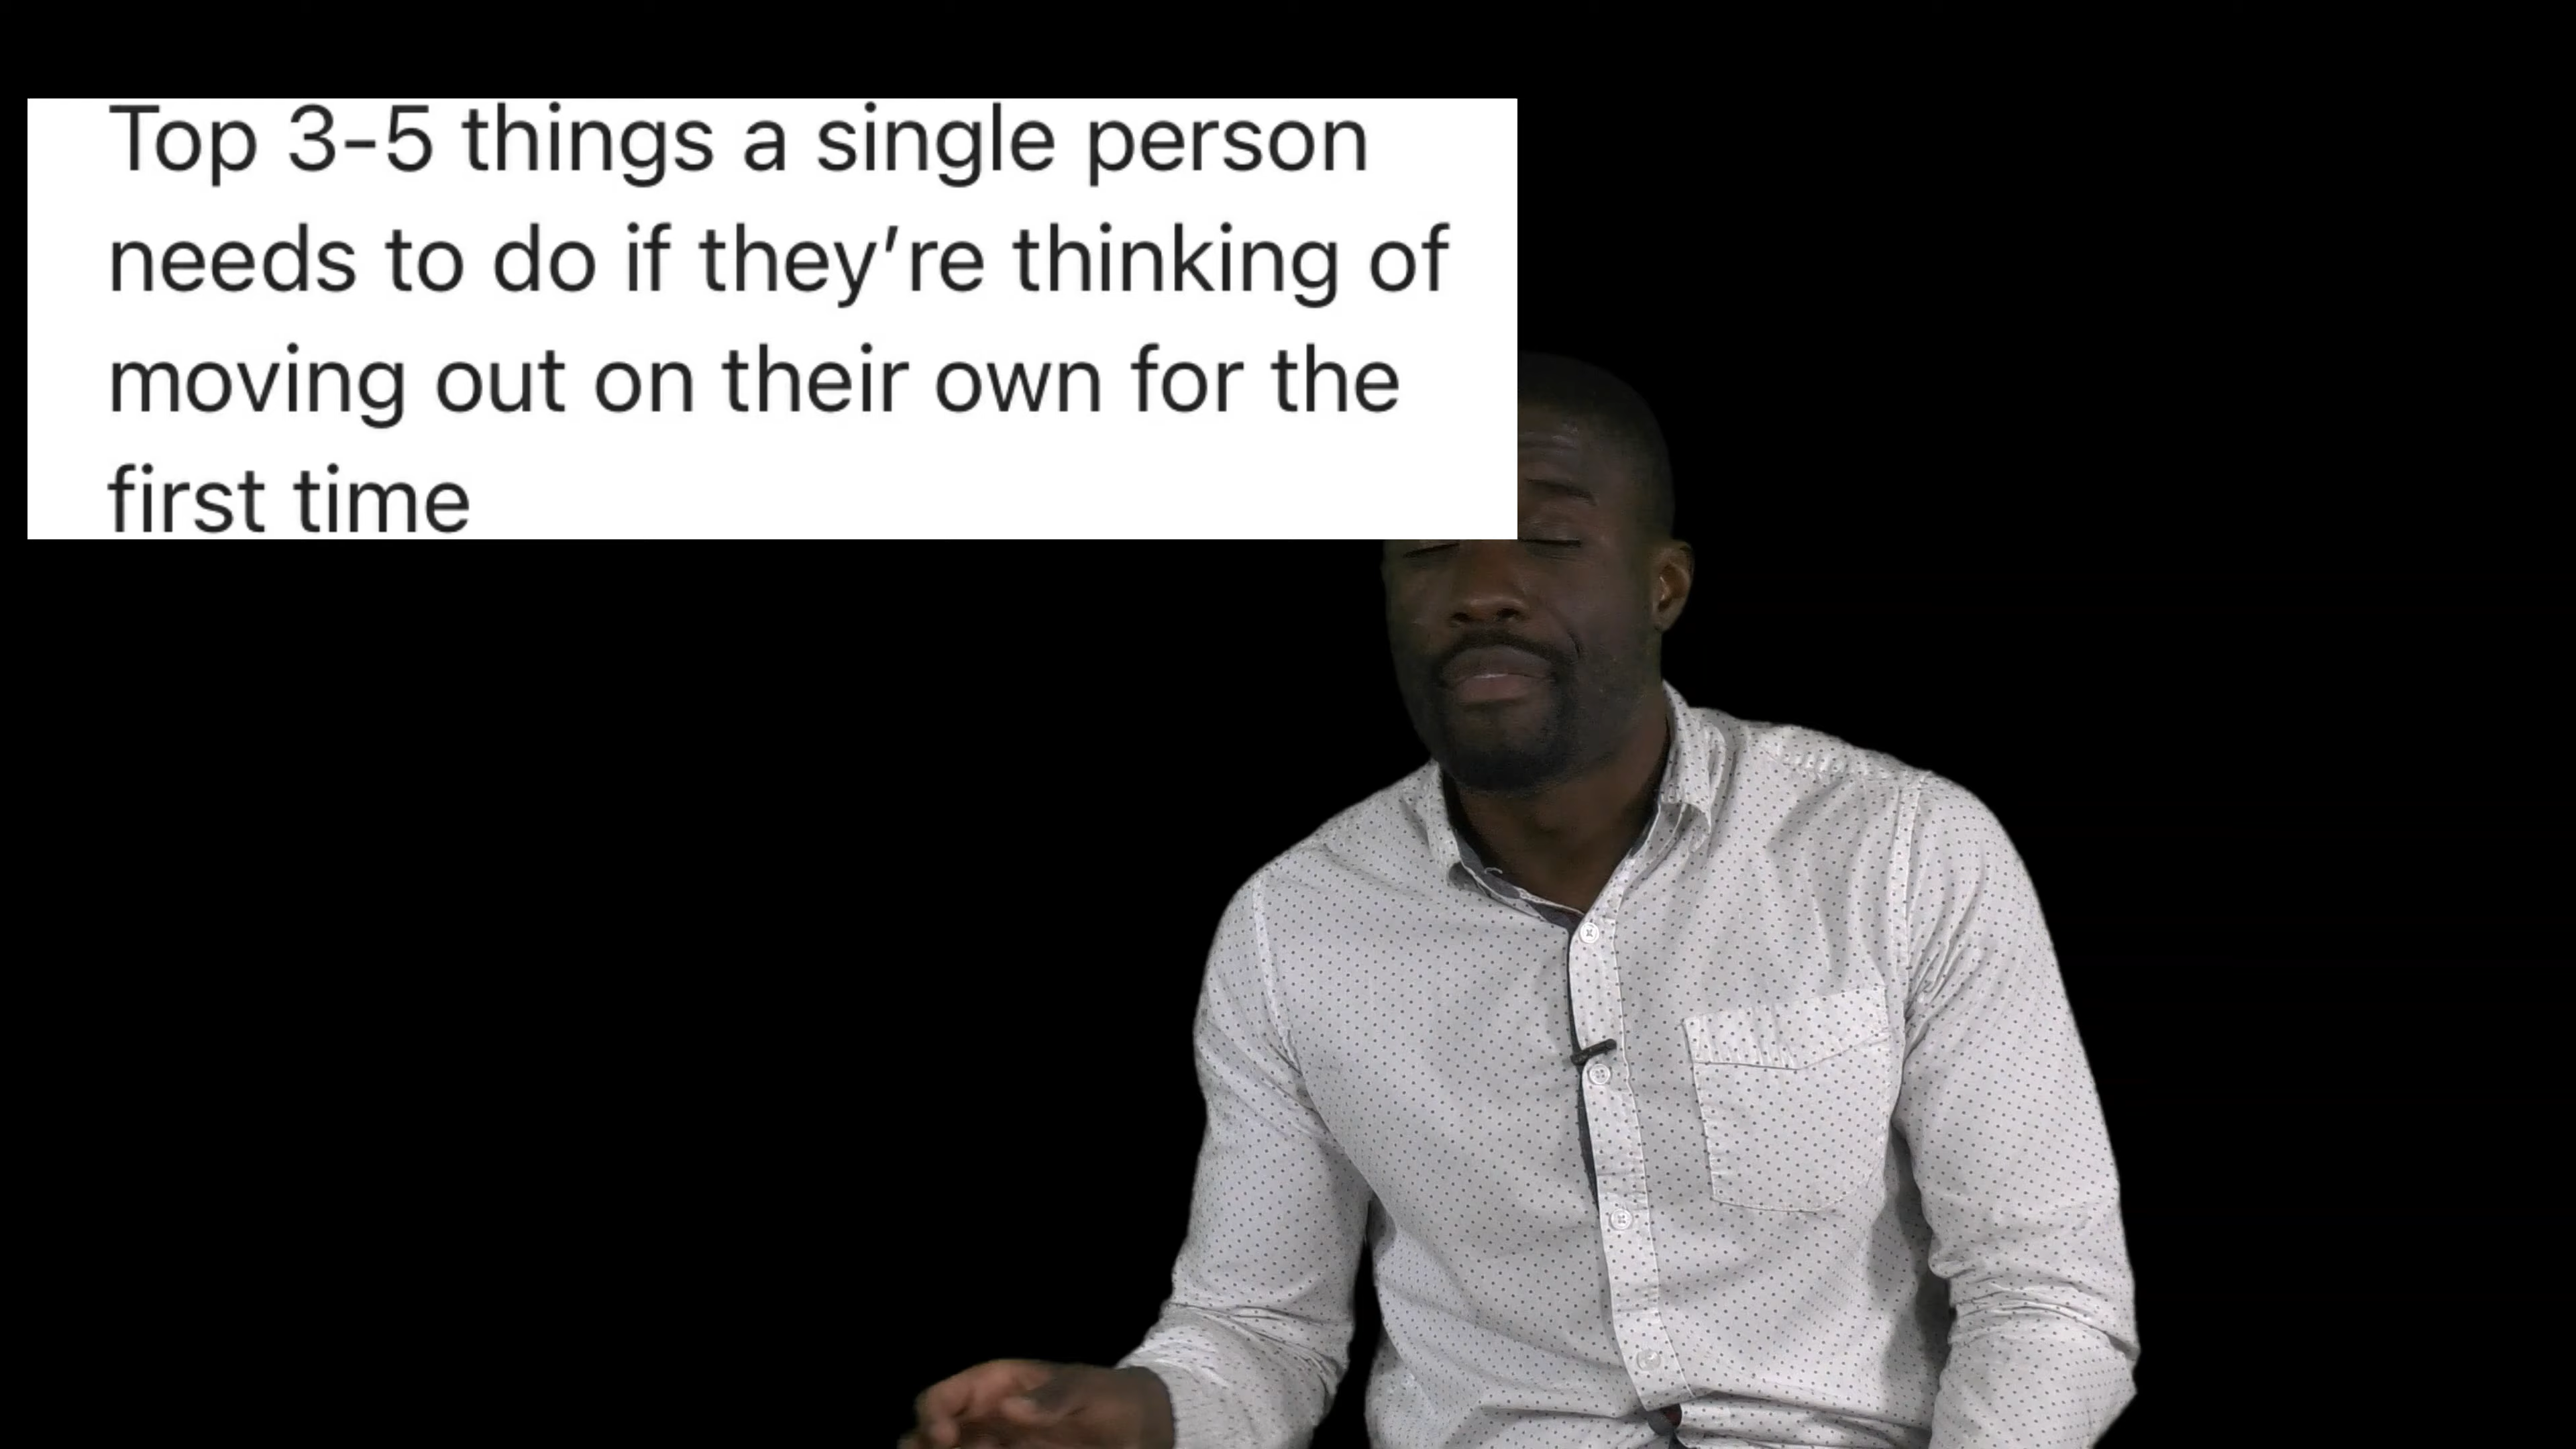 Top 3-5 things a single person
needs to do if they’re thinking of
moving out on their own for the
first time